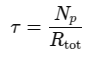 τ = N_p / R_tot